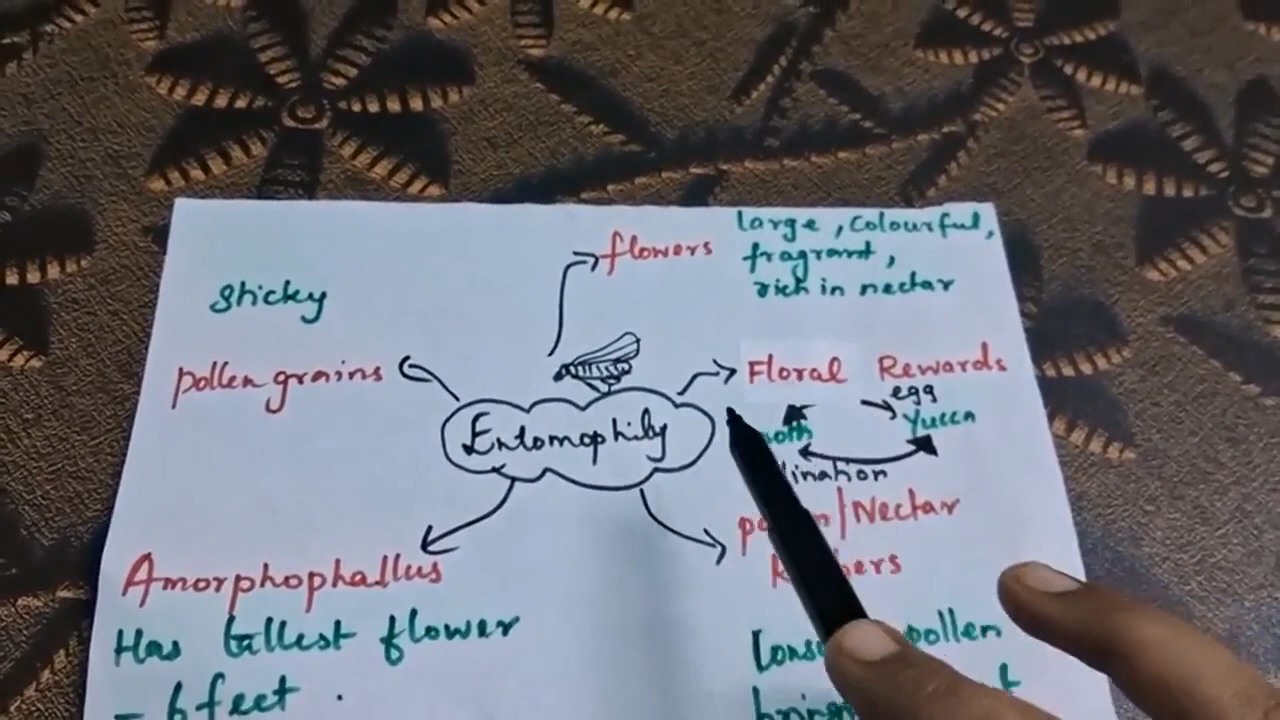 flowers
large, colourful,
fragrant,
rich in nectar
sticky
pollen grains
Floral Rewards
egg
Yucca
Entomophily
/Nectar
Amorphophallus
Has tallest flower
- 6 feet.
pollen